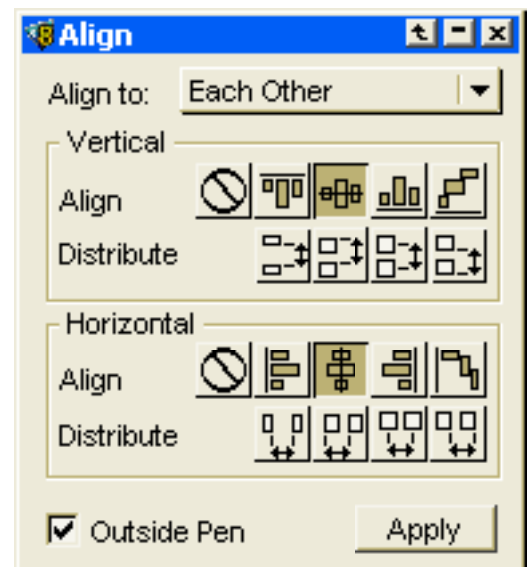 Align
Align to: Each Other
Vertical
Align
Distribute
Horizontal
Align
Distribute
Outside Pen Apply